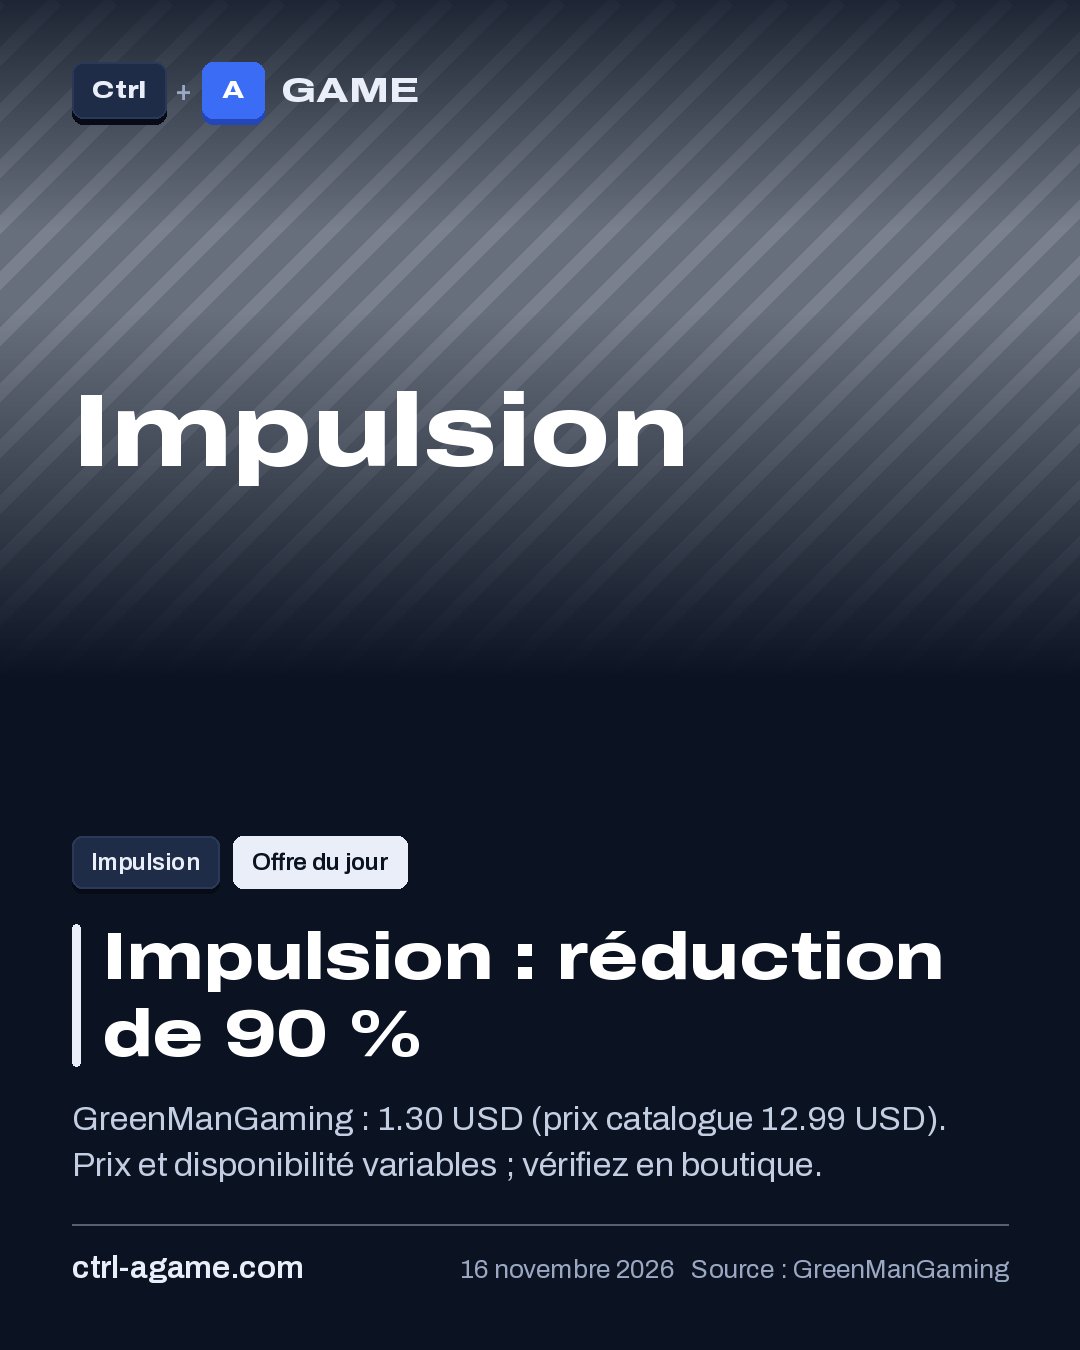 Ctrl + A GAME
Impulsion
Impulsion Offre du jour
Impulsion : réduction
de 90 %
GreenManGaming : 1.30 USD (prix catalogue 12.99 USD).
Prix et disponibilité variables ; vérifiez en boutique.
ctrl-agame.com 16 novembre 2026 Source : GreenManGaming